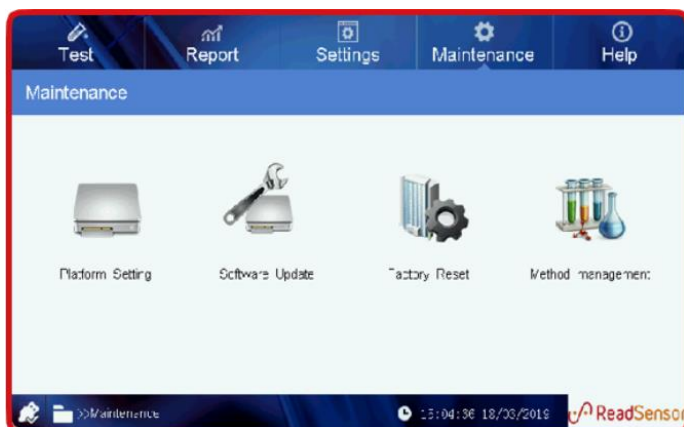 Test Report Settings Maintenance Help
Maintenance
Platform Setting Software Update Factory Reset Method management
>>Maintenance 15:04:36 18/03/2019 ReadSensor